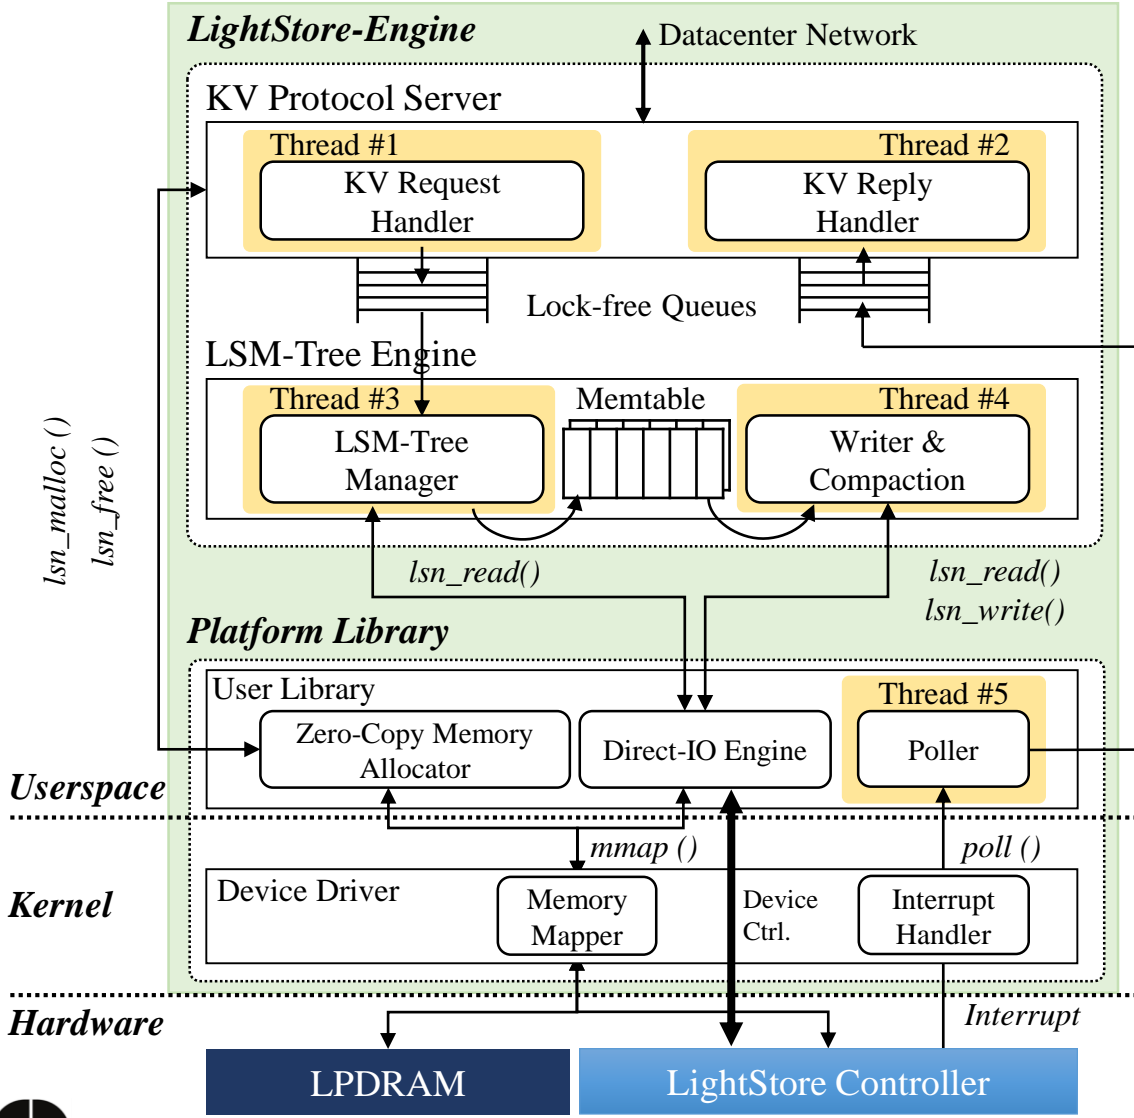 LightStore-Engine
Datacenter Network
KV Protocol Server
Thread #1
KV Request
Handler
Thread #2
KV Reply
Handler
Lock-free Queues
LSM-Tree Engine
Thread #3
LSM-Tree
Manager
Memtable
Thread #4
Writer &
Compaction
lsn_malloc ()
lsn_free ()
lsn_read()
lsn_read()
lsn_write()
Platform Library
User Library
Zero-Copy Memory
Allocator
Direct-IO Engine
Thread #5
Poller
Userspace
mmap ()
poll ()
Kernel
Device Driver
Memory
Mapper
Device
Ctrl.
Interrupt
Handler
Hardware
Interrupt
LPDRAM
LightStore Controller